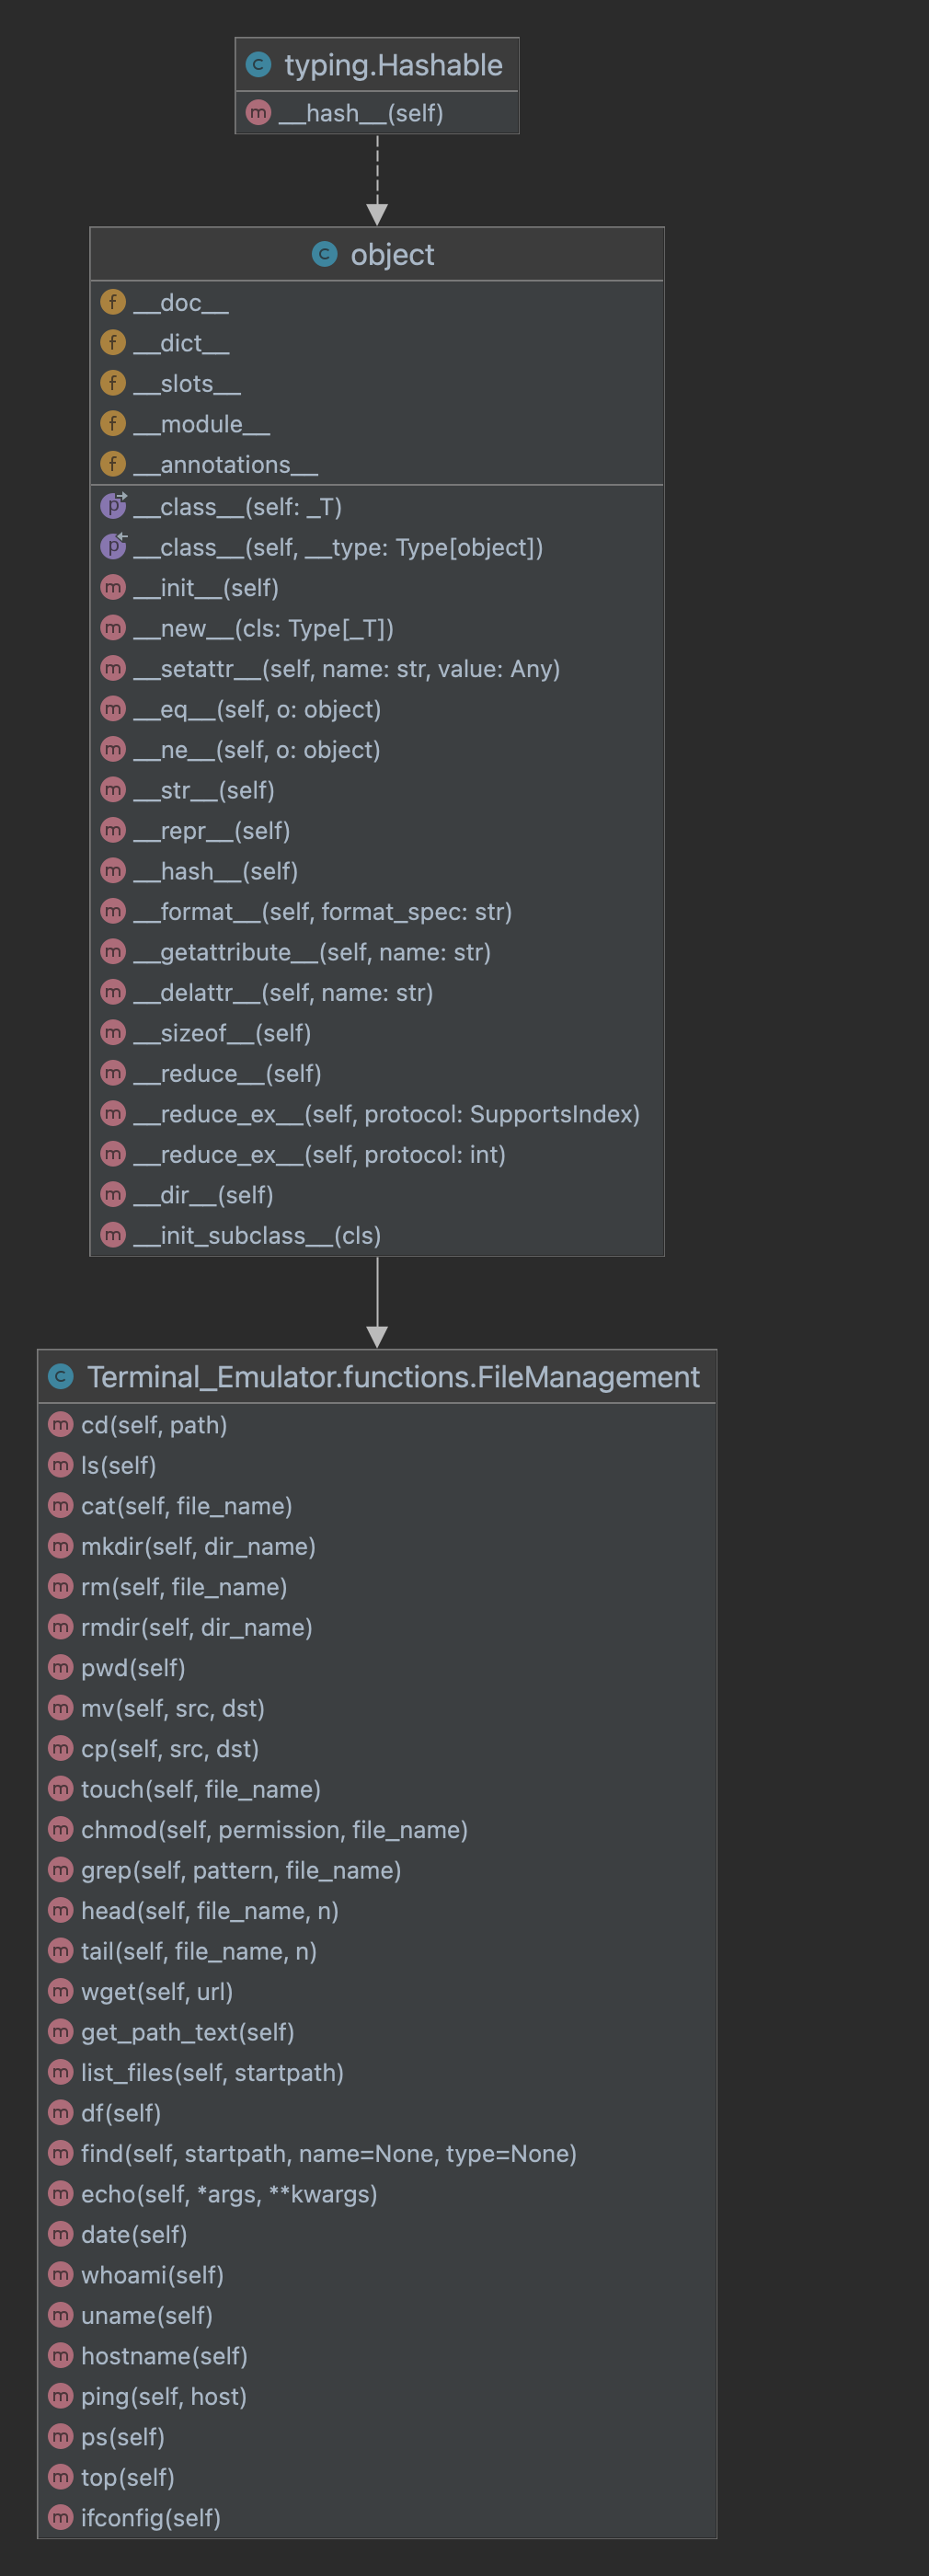 C typing.Hashable
m __hash__(self)
C object
f __doc__
f __dict__
f __slots__
f __module__
f __annotations__
p __class__(self: _T)
p __class__(self, __type: Type[object])
m __init__(self)
m __new__(cls: Type[_T])
m __setattr__(self, name: str, value: Any)
m __eq__(self, o: object)
m __ne__(self, o: object)
m __str__(self)
m __repr__(self)
m __hash__(self)
m __format__(self, format_spec: str)
m __getattribute__(self, name: str)
m __delattr__(self, name: str)
m __sizeof__(self)
m __reduce__(self)
m __reduce_ex__(self, protocol: SupportsIndex)
m __reduce_ex__(self, protocol: int)
m __dir__(self)
m __init_subclass__(cls)
C Terminal_Emulator.functions.FileManagement
m cd(self, path)
m ls(self)
m cat(self, file_name)
m mkdir(self, dir_name)
m rm(self, file_name)
m rmdir(self, dir_name)
m pwd(self)
m mv(self, src, dst)
m cp(self, src, dst)
m touch(self, file_name)
m chmod(self, permission, file_name)
m grep(self, pattern, file_name)
m head(self, file_name, n)
m tail(self, file_name, n)
m wget(self, url)
m get_path_text(self)
m list_files(self, startpath)
m df(self)
m find(self, startpath, name=None, type=None)
m echo(self, *args, **kwargs)
m date(self)
m whoami(self)
m uname(self)
m hostname(self)
m ping(self, host)
m ps(self)
m top(self)
m ifconfig(self)